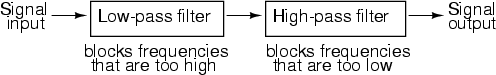 Signal input
Low-pass filter
High-pass filter
Signal output
blocks frequencies that are too high
blocks frequencies that are too low